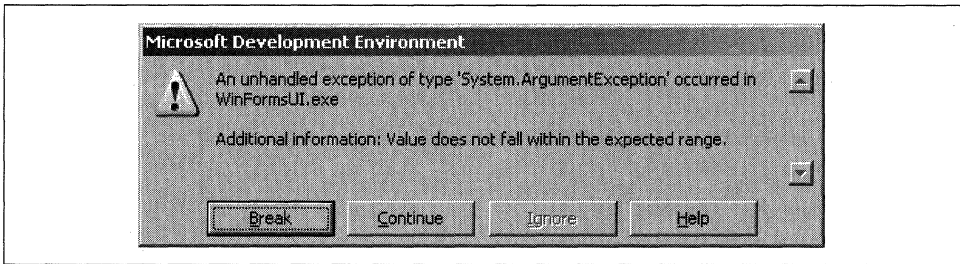 Microsoft Development Environment
An unhandled exception of type 'System.ArgumentException' occurred in
WinFormsUI.exe
Additional information: Value does not fall within the expected range.
Break Continue Ignore Help